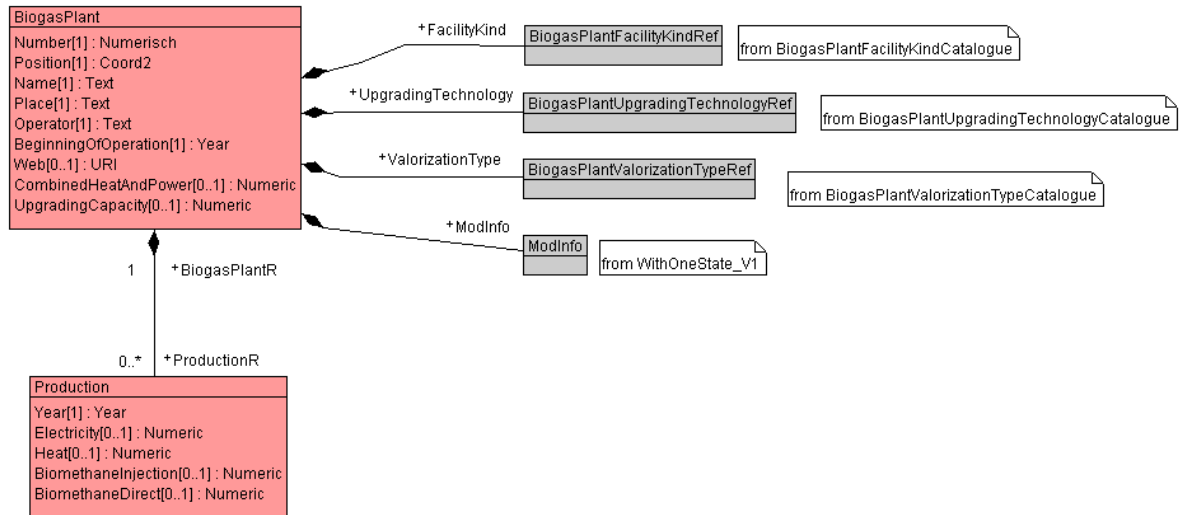 BiogasPlant
Number[1] : Numerisch
Position[1] : Coord2
Name[1] : Text
Place[1] : Text
Operator[1] : Text
BeginningOfOperation[1] : Year
Web[0..1] : URI
CombinedHeatAndPower[0..1] : Numeric
UpgradingCapacity[0..1] : Numeric
+FacilityKind
BiogasPlantFacilityKindRef
from BiogasPlantFacilityKindCatalogue
+UpgradingTechnology
BiogasPlantUpgradingTechnologyRef
from BiogasPlantUpgradingTechnologyCatalogue
+ValorizationType
BiogasPlantValorizationTypeRef
from BiogasPlantValorizationTypeCatalogue
+ModInfo
ModInfo
from WithOneState_V1
1 +BiogasPlantR
0..* +ProductionR
Production
Year[1] : Year
Electricity[0..1] : Numeric
Heat[0..1] : Numeric
BiomethaneInjection[0..1] : Numeric
BiomethaneDirect[0..1] : Numeric